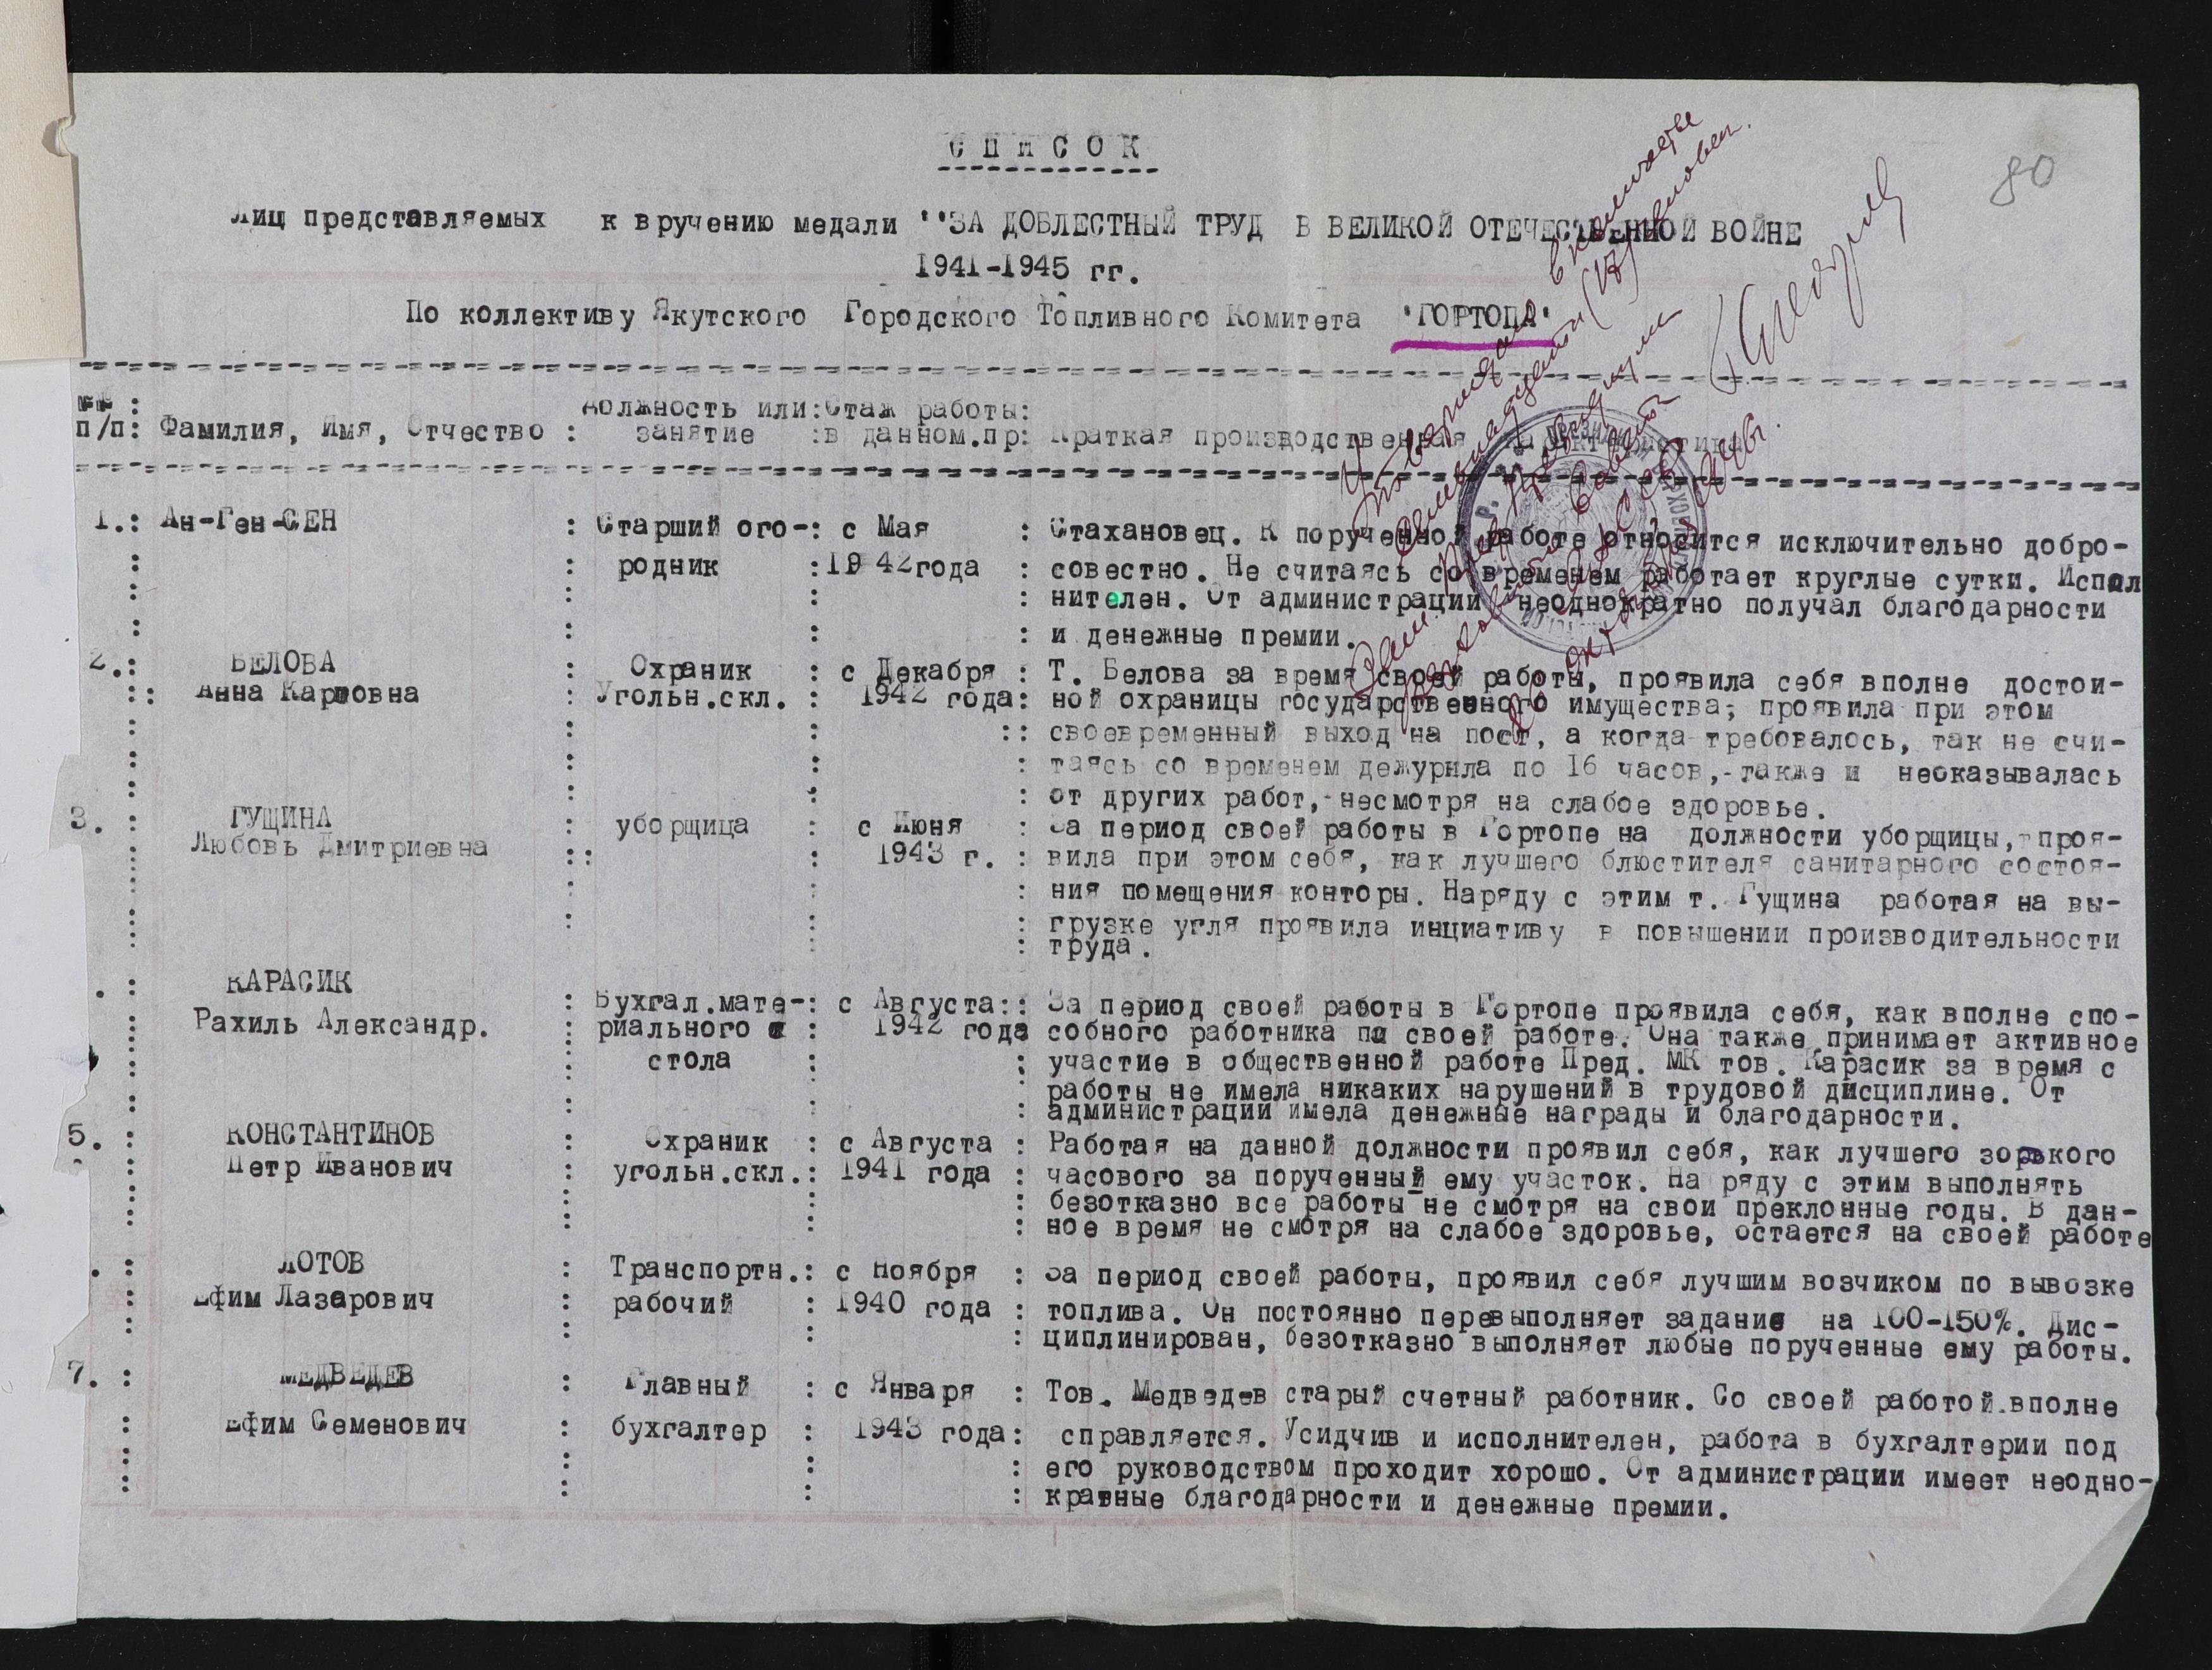 СПИСОК
Лиц представляемых к вручению медали "ЗА ДОБЛЕСТНЫЙ ТРУД В ВЕЛИКОЙ ОТЕЧЕСТВЕННОЙ ВОЙНЕ
1941-1945 гг.
По коллективу Якутского Городского Топливного Комитета "ГОРТОПА"
80
№№ : Должность или: Стаж работы:
п/п: Фамилия, Имя, Отчество : занятие :в данном.пр: Краткая производственная характеристика
1.: Ан-Ген-СЕН : Старший ого-: с Мая : Стахановец. К порученной работе относится исключительно добро-
: родник :1942года : совестно. Не считаясь со временем работает круглые сутки. Испол
: нителен. От администрации неоднократно получал благодарности
: и денежные премии.
2.: БЕЛОВА : Охраник : с Декабря : Т. Белова за время своей работы, проявила себя вполне достои-
:: Анна Карповна : Угольн.скл. : 1942 года: ной охраницы государственного имущества; проявила при этом
:: своевременный выход на пост, а когда требовалось, так не счи-
: таясь со временем дежурила по 16 часов,-также и неоказывалась
: от других работ,-несмотря на слабое здоровье.
3. : ГУЩИНА : уборщица : с Июня : За период своей работы в Гортопе на должности уборщицы, проя-
Любовь Дмитриевна :: : 1943 г. : вила при этом себя, как лучшего блюстителя санитарного состоя-
: ния помещения конторы. Наряду с этим т. Гущина работая на вы-
: грузке угля проявила инциативу в повышении производительности
: труда.
. : КАРАСИК
Рахиль Александр. : Бухгал.мате-: с Августа:: За период своей работы в Гортопе проявила себя, как вполне спо-
: риального : 1942 года собного работника по своей работе. Она также принимает активное
стола : : участие в общественной работе Пред. МК тов. Карасик за время с
: работы не имела никаких нарушений в трудовой дисциплине. От
: администрации имела денежные награды и благодарности.
5. : КОНСТАНТИНОВ : Охраник : с Августа : Работая на данной должности проявил себя, как лучшего зорького
: Петр Иванович : угольн.скл.: 1941 года : часового за порученный ему участок. На ряду с этим выполнять
: безотказно все работы не смотря на свои преклонные годы. В дан-
: ное время не смотря на слабое здоровье, остается на своей работе
. : ЛОТОВ : Транспортн.: с Ноября : За период своей работы, проявил себя лучшим возчиком по вывозке
: Ефим Лазарович : рабочий : 1940 года : топлива. Он постоянно перевыполняет задание на 100-150%. Дис-
: циплинирован, безотказно выполняет любые порученные ему работы.
7. : МЕДВЕДЕВ : Главный : с Января : Тов. Медведев старый счетный работник. Со своей работой вполне
: Ефим Семенович : бухгалтер : 1943 года: справляется. Усидчив и исполнителен, работа в бухгалтерии под
: его руководством проходит хорошо. От администрации имеет неодно-
: кратные благодарности и денежные премии.
Утверждаю в количестве
семнадцати (17) человек.
Зам. Пред. Президиума
Верховного Совета